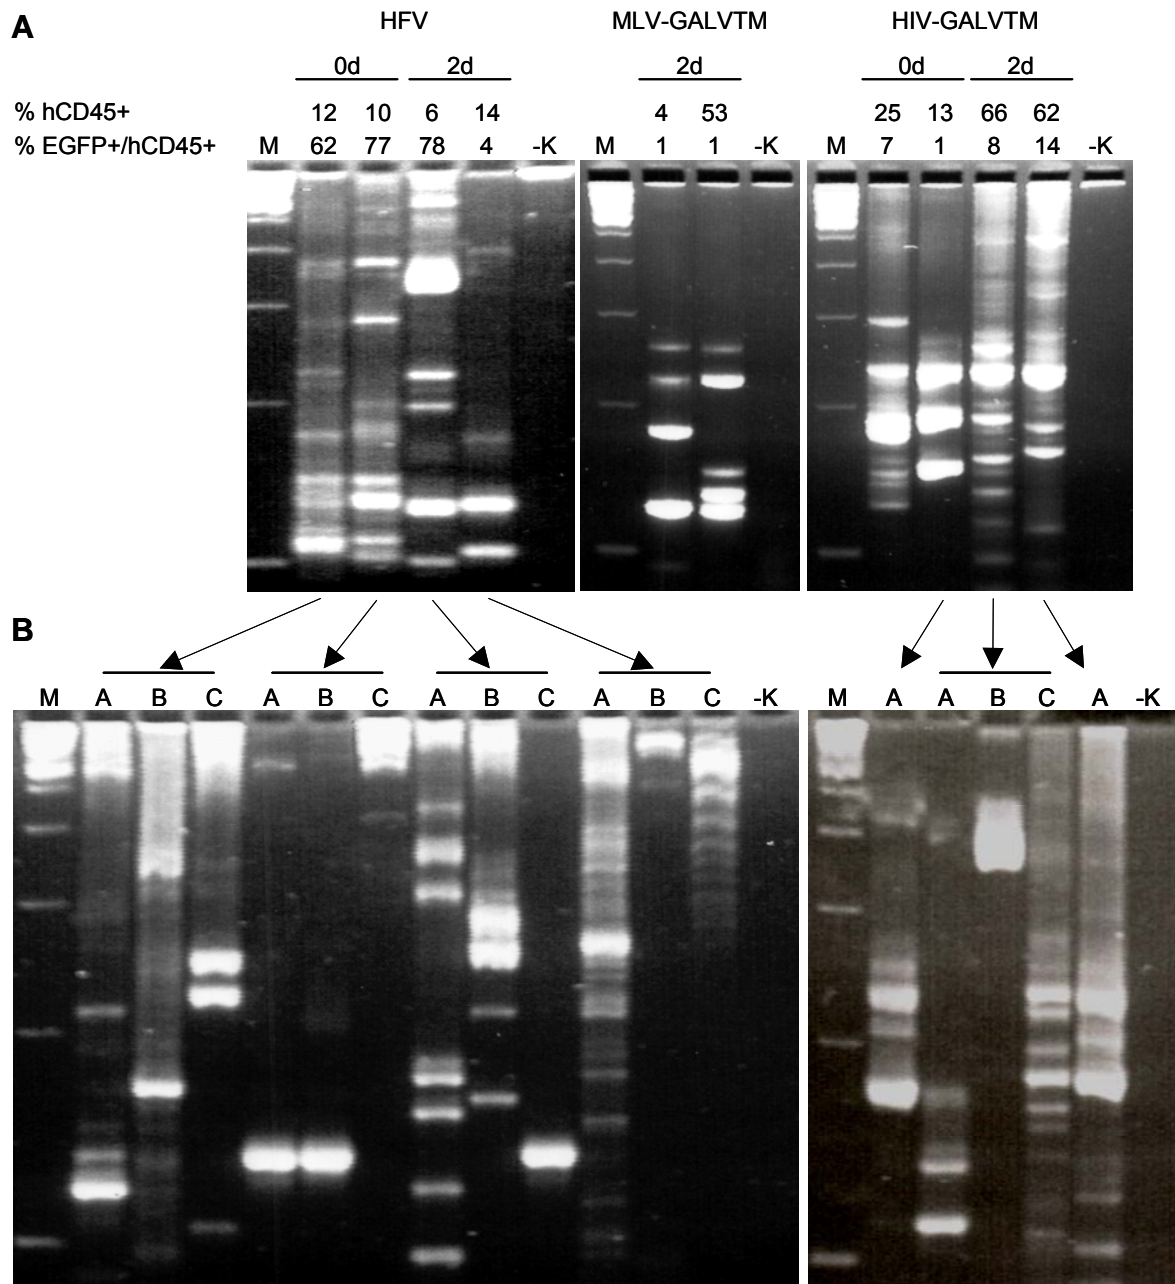 A HFV MLV-GALVTM HIV-GALVTM
0d 2d 2d 0d 2d
% hCD45+ 12 10 6 14 4 53 25 13 66 62
% EGFP+/hCD45+ M 62 77 78 4 -K M 1 1 -K M 7 1 8 14 -K
B
M A B C A B C A B C A B C -K M A A B C A -K